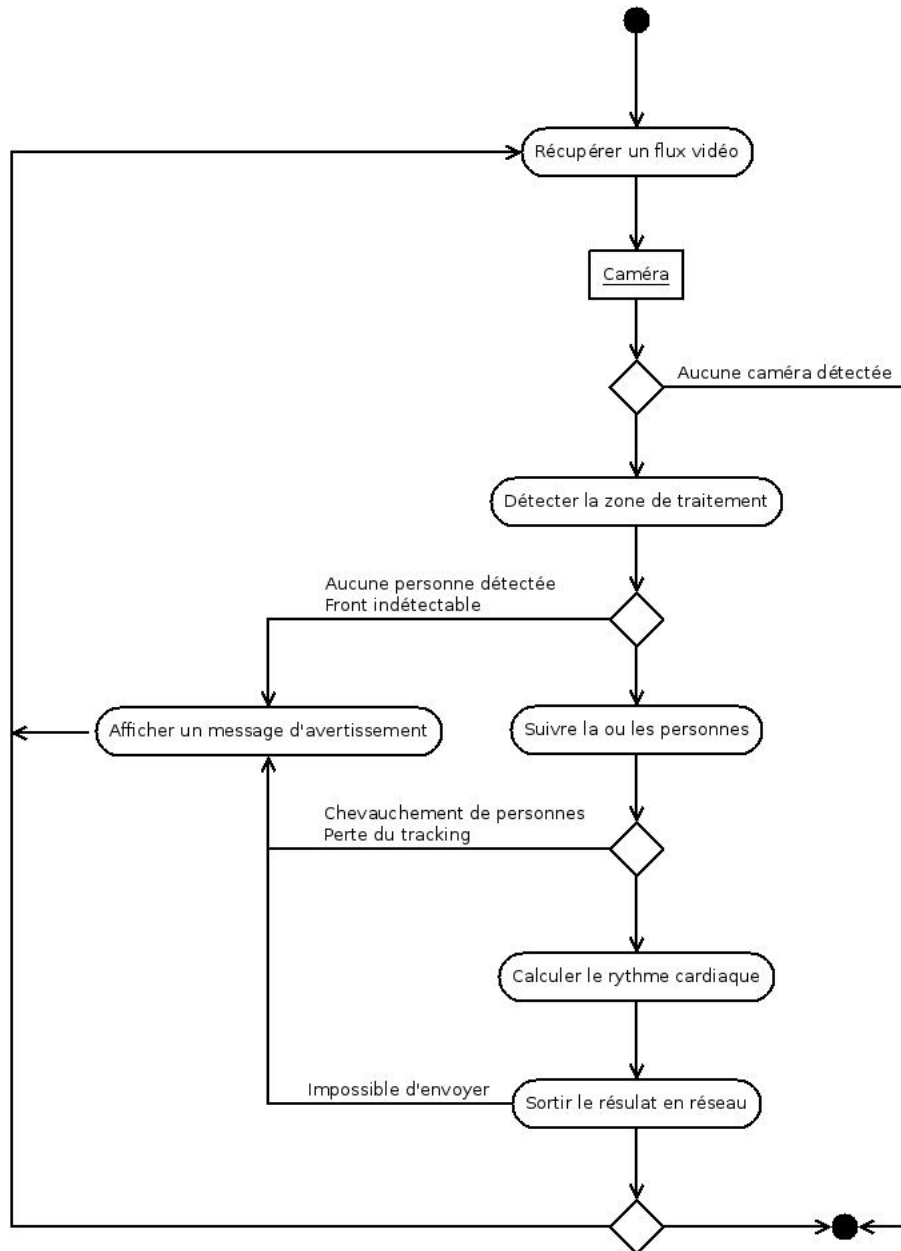 Récupérer un flux vidéo
Caméra
Aucune caméra détectée
Détecter la zone de traitement
Aucune personne détectée
Front indétectable
Afficher un message d'avertissement
Suivre la ou les personnes
Chevauchement de personnes
Perte du tracking
Calculer le rythme cardiaque
Impossible d'envoyer
Sortir le résulat en réseau